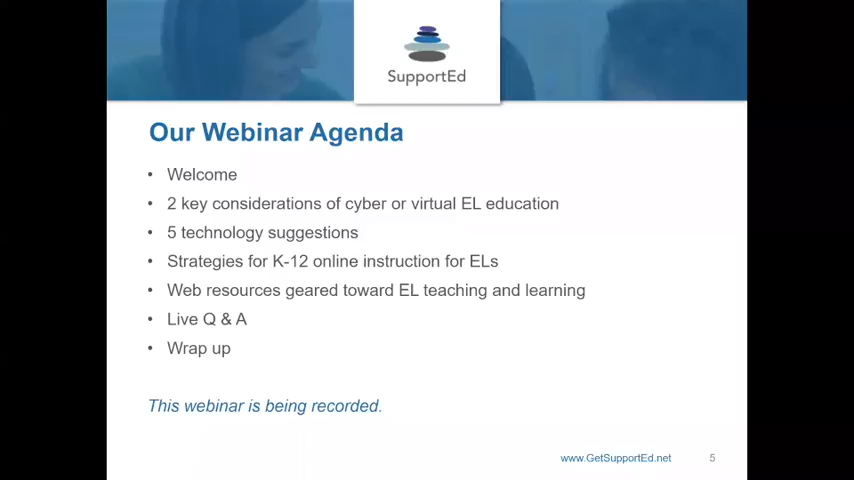 SupportEd
Our Webinar Agenda
• Welcome
• 2 key considerations of cyber or virtual EL education
• 5 technology suggestions
• Strategies for K-12 online instruction for ELs
• Web resources geared toward EL teaching and learning
• Live Q & A
• Wrap up
This webinar is being recorded.
www.GetSupportEd.net 5